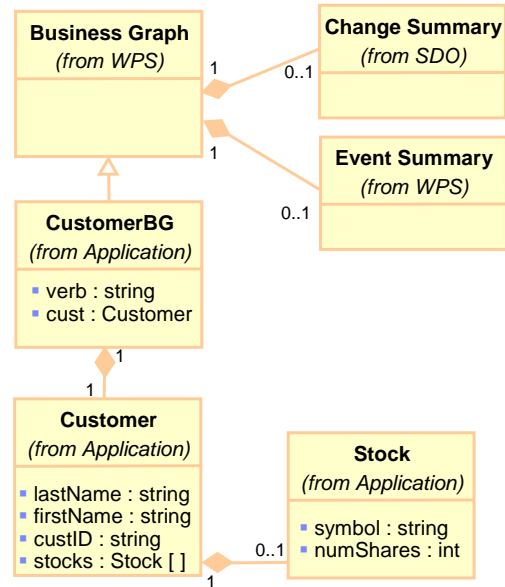 Business Graph
(from WPS)
Change Summary
(from SDO)
1
0..1
1
Event Summary
(from WPS)
0..1
CustomerBG
(from Application)
verb : string
cust : Customer
1
1
Customer
(from Application)
lastName : string
firstName : string
custID : string
stocks : Stock [ ]
Stock
(from Application)
symbol : string
numShares : int
0..1
1